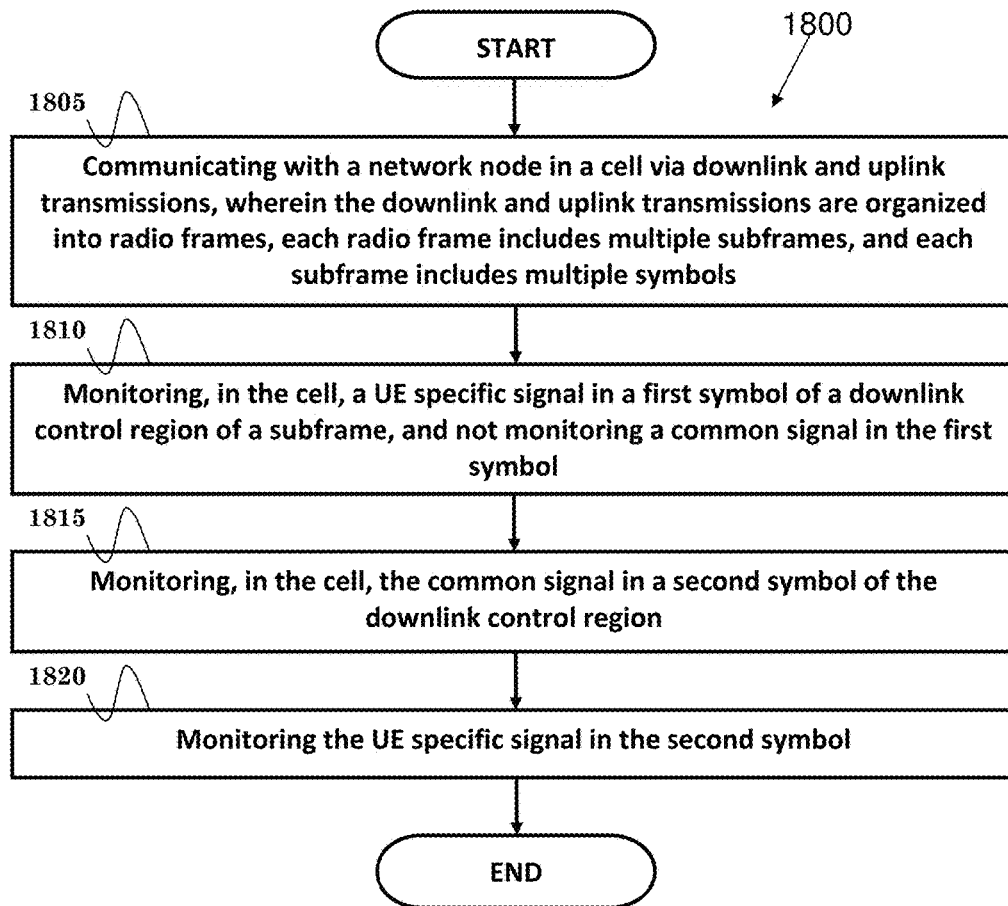 1800
START
1805
Communicating with a network node in a cell via downlink and uplink
transmissions, wherein the downlink and uplink transmissions are organized
into radio frames, each radio frame includes multiple subframes, and each
subframe includes multiple symbols
1810
Monitoring, in the cell, a UE specific signal in a first symbol of a downlink
control region of a subframe, and not monitoring a common signal in the first
symbol
1815
Monitoring, in the cell, the common signal in a second symbol of the
downlink control region
1820
Monitoring the UE specific signal in the second symbol
END